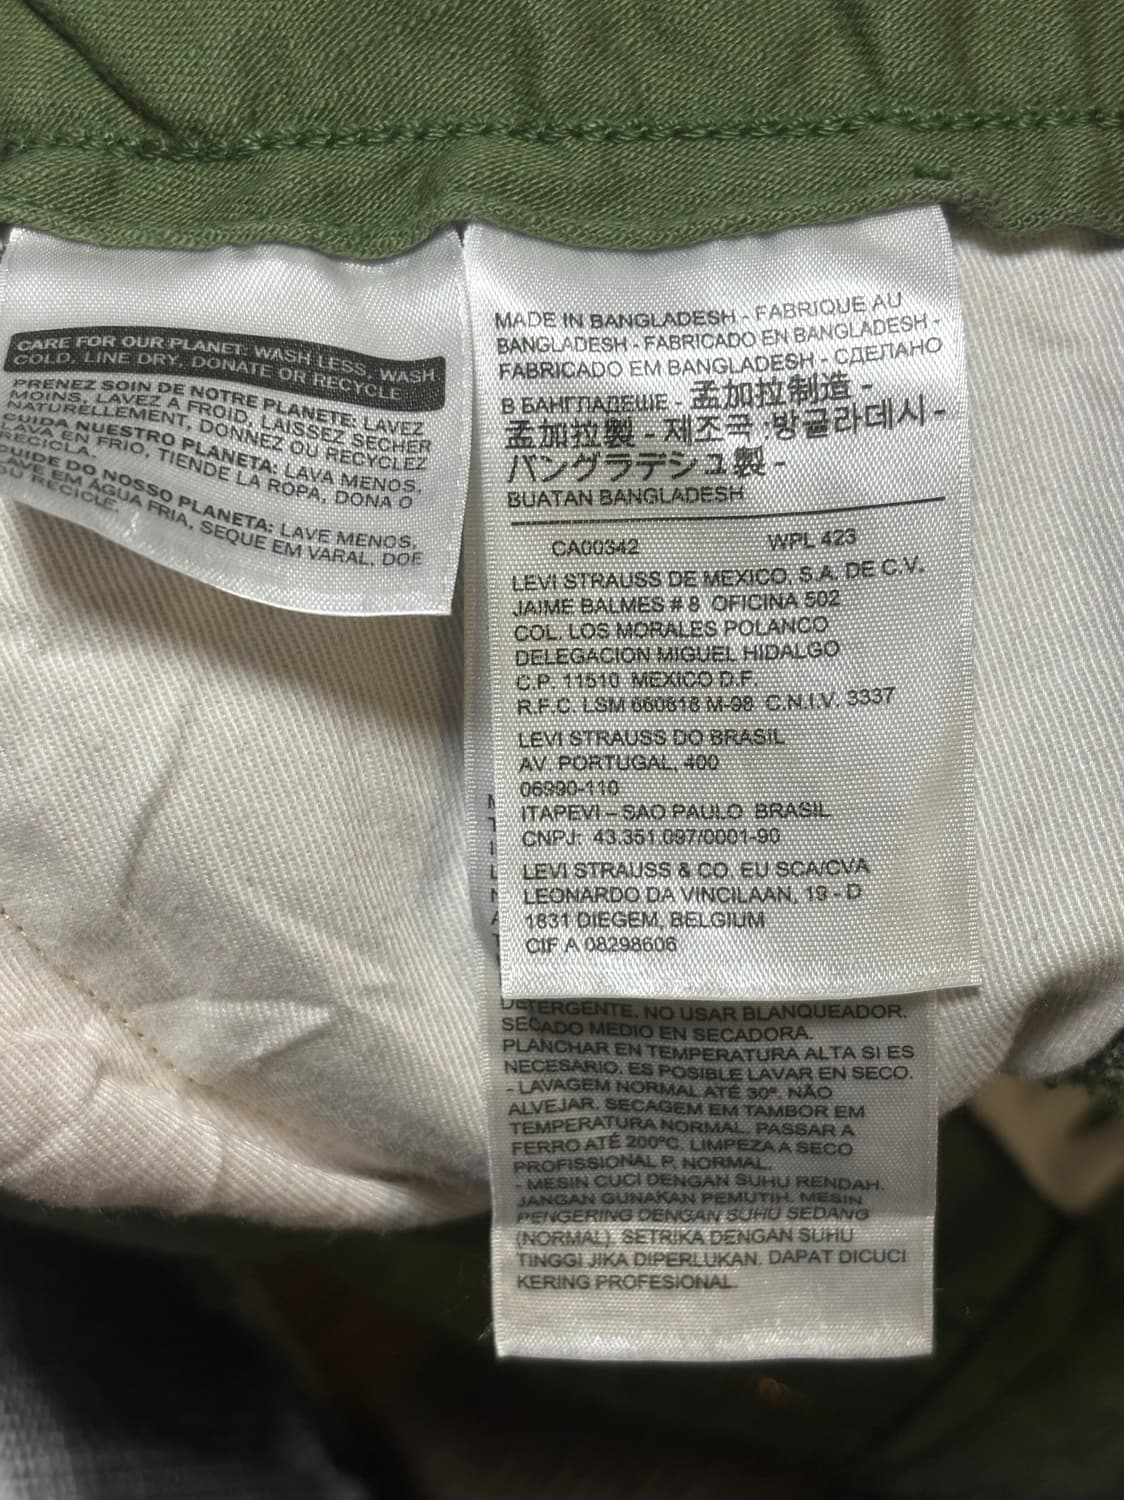 CARE FOR OUR PLANET: WASH LESS, WASH
COLD, LINE DRY, DONATE OR RECYCLE
PRENEZ SOIN DE NOTRE PLANETE: LAVEZ
MOINS, LAVEZ A FROID, LAISSEZ SECHER
NATURELLEMENT, DONNEZ OU RECYCLEZ
CUIDA NUESTRO PLANETA: LAVA MENOS,
LAVA EN FRIO, TIENDE LA ROPA, DONA O
RECICLA.
CUIDE DO NOSSO PLANETA: LAVE MENOS,
LAVE EM AGUA FRIA, SEQUE EM VARAL, DOE
OU RECICLE.
MADE IN BANGLADESH - FABRIQUE AU
BANGLADESH - FABRICADO EN BANGLADESH -
FABRICADO EM BANGLADESH - СДЕЛАНО
В БАНГЛАДЕШЕ - 孟加拉制造 -
孟加拉製 - 제조국 :방글라데시 -
バングラデシュ製 -
BUATAN BANGLADESH
CA00342 WPL 423
LEVI STRAUSS DE MEXICO, S.A. DE C.V.
JAIME BALMES # 8 OFICINA 502
COL. LOS MORALES POLANCO
DELEGACION MIGUEL HIDALGO
C.P. 11510 MEXICO D.F.
R.F.C. LSM 660618 M-98 C.N.I.V. 3337
LEVI STRAUSS DO BRASIL
AV. PORTUGAL, 400
06990-110
ITAPEVI – SAO PAULO BRASIL
CNPJ: 43.351.097/0001-90
LEVI STRAUSS & CO. EU SCA/CVA
LEONARDO DA VINCILAAN, 19 - D
1831 DIEGEM, BELGIUM
CIF A 08298606
DETERGENTE. NO USAR BLANQUEADOR.
SECADO MEDIO EN SECADORA.
PLANCHAR EN TEMPERATURA ALTA SI ES
NECESARIO. ES POSIBLE LAVAR EN SECO.
- LAVAGEM NORMAL ATÉ 30°. NÃO
ALVEJAR. SECAGEM EM TAMBOR EM
TEMPERATURA NORMAL. PASSAR A
FERRO ATÉ 200°C. LIMPEZA A SECO
PROFISSIONAL P, NORMAL.
- MESIN CUCI DENGAN SUHU RENDAH.
JANGAN GUNAKAN PEMUTIH. MESIN
PENGERING DENGAN SUHU SEDANG
(NORMAL). SETRIKA DENGAN SUHU
TINGGI JIKA DIPERLUKAN. DAPAT DICUCI
KERING PROFESIONAL.